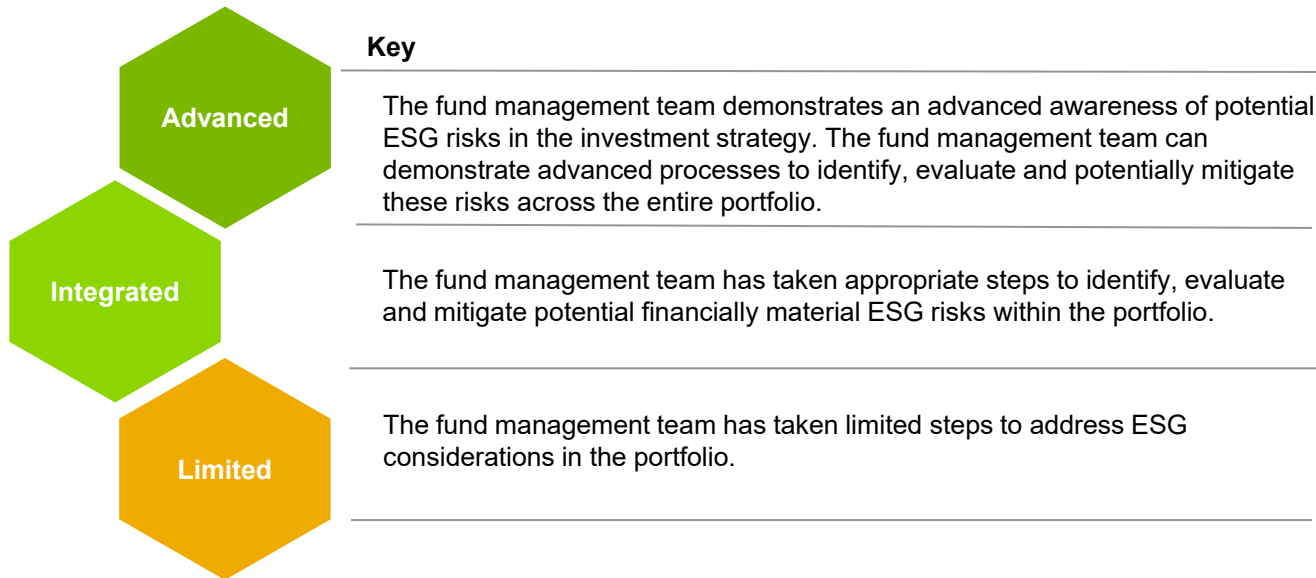 Key
Advanced
The fund management team demonstrates an advanced awareness of potential
ESG risks in the investment strategy. The fund management team can
demonstrate advanced processes to identify, evaluate and potentially mitigate
these risks across the entire portfolio.
Integrated
The fund management team has taken appropriate steps to identify, evaluate
and mitigate potential financially material ESG risks within the portfolio.
Limited
The fund management team has taken limited steps to address ESG
considerations in the portfolio.